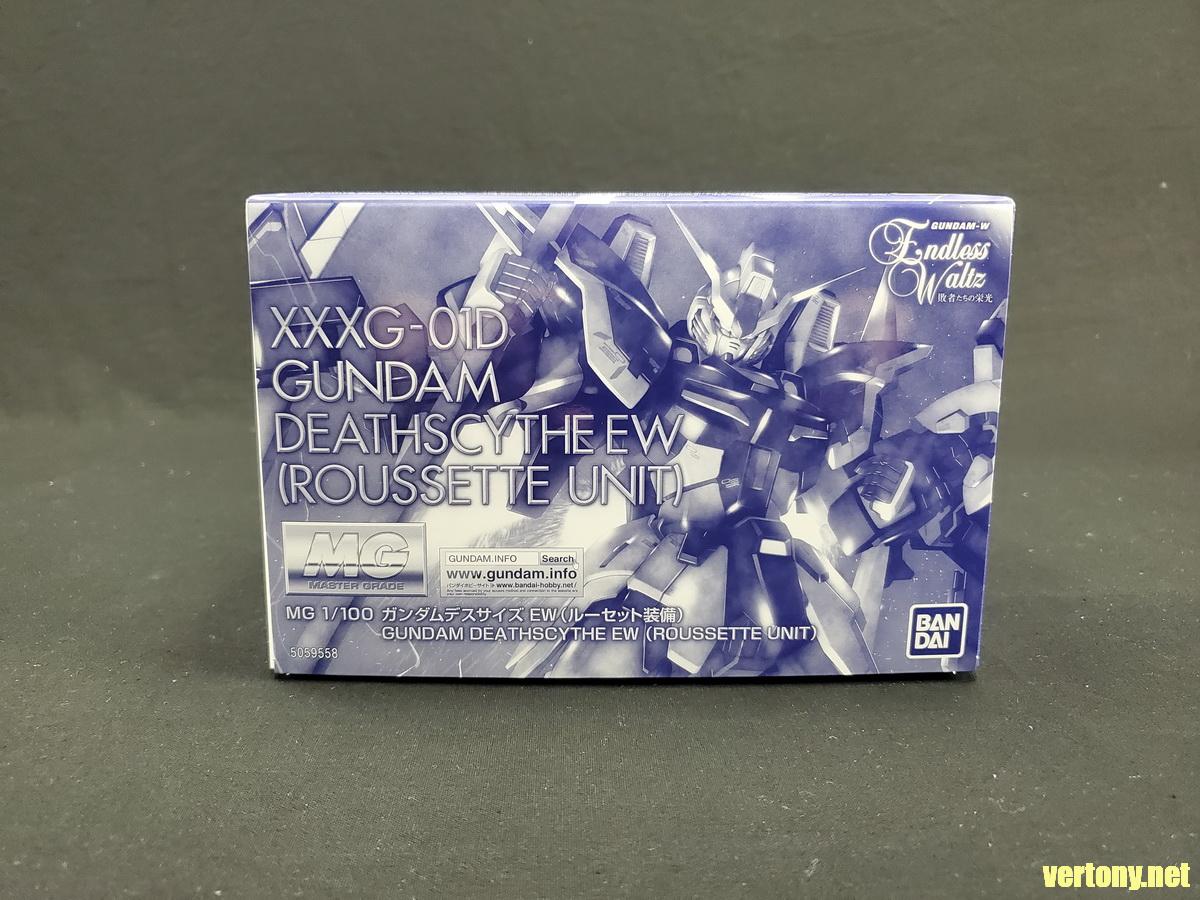 GUNDAM-W
Endless
Waltz
敗者たちの栄光
XXXG-01D
GUNDAM
DEATHSCYTHE EW
(ROUSSETTE UNIT)
MG
MASTER GRADE
GUNDAM.INFO Search
www.gundam.info
バンダイホビーサイト www.bandai-hobby.net/
MG 1/100 ガンダムデスサイズ EW(ルーセット装備)
GUNDAM DEATHSCYTHE EW (ROUSSETTE UNIT)
5059558
BAN
DAI
vertony.net